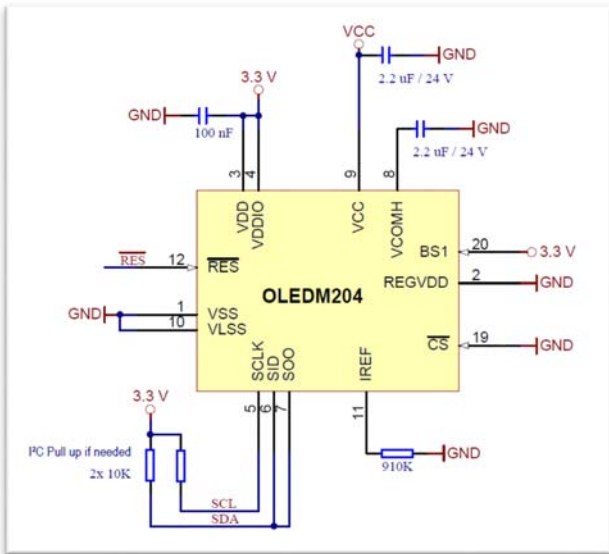 VCC
GND
2.2 uF / 24 V
3.3 V
GND
100 nF
GND
2.2 uF / 24 V
3
4
9
8
VDD
VDDIO
VCC
VCOMH
BS1
20
3.3 V
RES
12
RES
REGVDD
2
GND
OLEDM204
GND
1
VSS
10
VLSS
CS
19
GND
SCLK
SID
SOO
IREF
3.3 V
5
6
7
11
I²C Pull up if needed
2x 10K
910K
GND
SCL
SDA